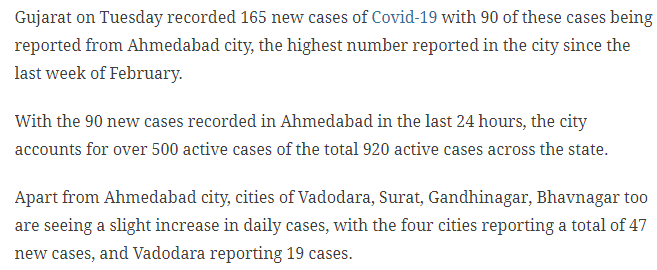 Gujarat on Tuesday recorded 165 new cases of Covid-19 with 90 of these cases being
reported from Ahmedabad city, the highest number reported in the city since the
last week of February.
With the 90 new cases recorded in Ahmedabad in the last 24 hours, the city
accounts for over 500 active cases of the total 920 active cases across the state.
Apart from Ahmedabad city, cities of Vadodara, Surat, Gandhinagar, Bhavnagar too
are seeing a slight increase in daily cases, with the four cities reporting a total of 47
new cases, and Vadodara reporting 19 cases.